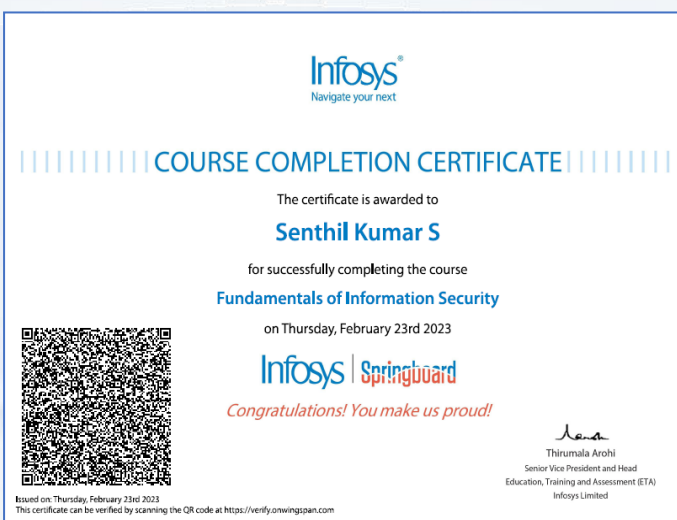 Infosys®
Navigate your next
COURSE COMPLETION CERTIFICATE
The certificate is awarded to
Senthil Kumar S
for successfully completing the course
Fundamentals of Information Security
on Thursday, February 23rd 2023
Infosys | Springboard
Congratulations! You make us proud!
Thirumala Arohi
Senior Vice President and Head
Education, Training and Assessment (ETA)
Infosys Limited
Issued on: Thursday, February 23rd 2023
This certificate can be verified by scanning the QR code at https://verify.onwingspan.com